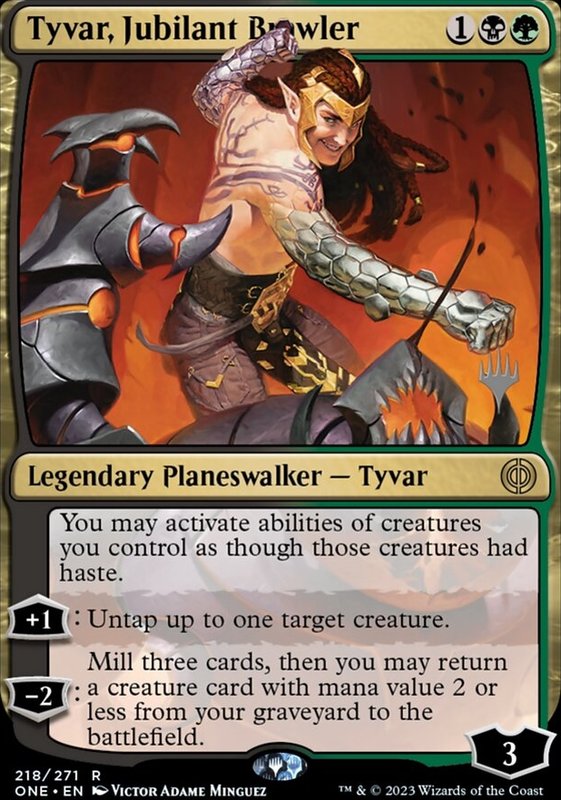 Tyvar, Jubilant Brawler 1
Legendary Planeswalker — Tyvar
You may activate abilities of creatures
you control as though those creatures had
haste.
+1 : Untap up to one target creature.
Mill three cards, then you may return
−2 : a creature card with mana value 2 or
less from your graveyard to the
battlefield.
3
218/271 R
ONE • EN Victor Adame Minguez
™ & © 2023 Wizards of the Coast